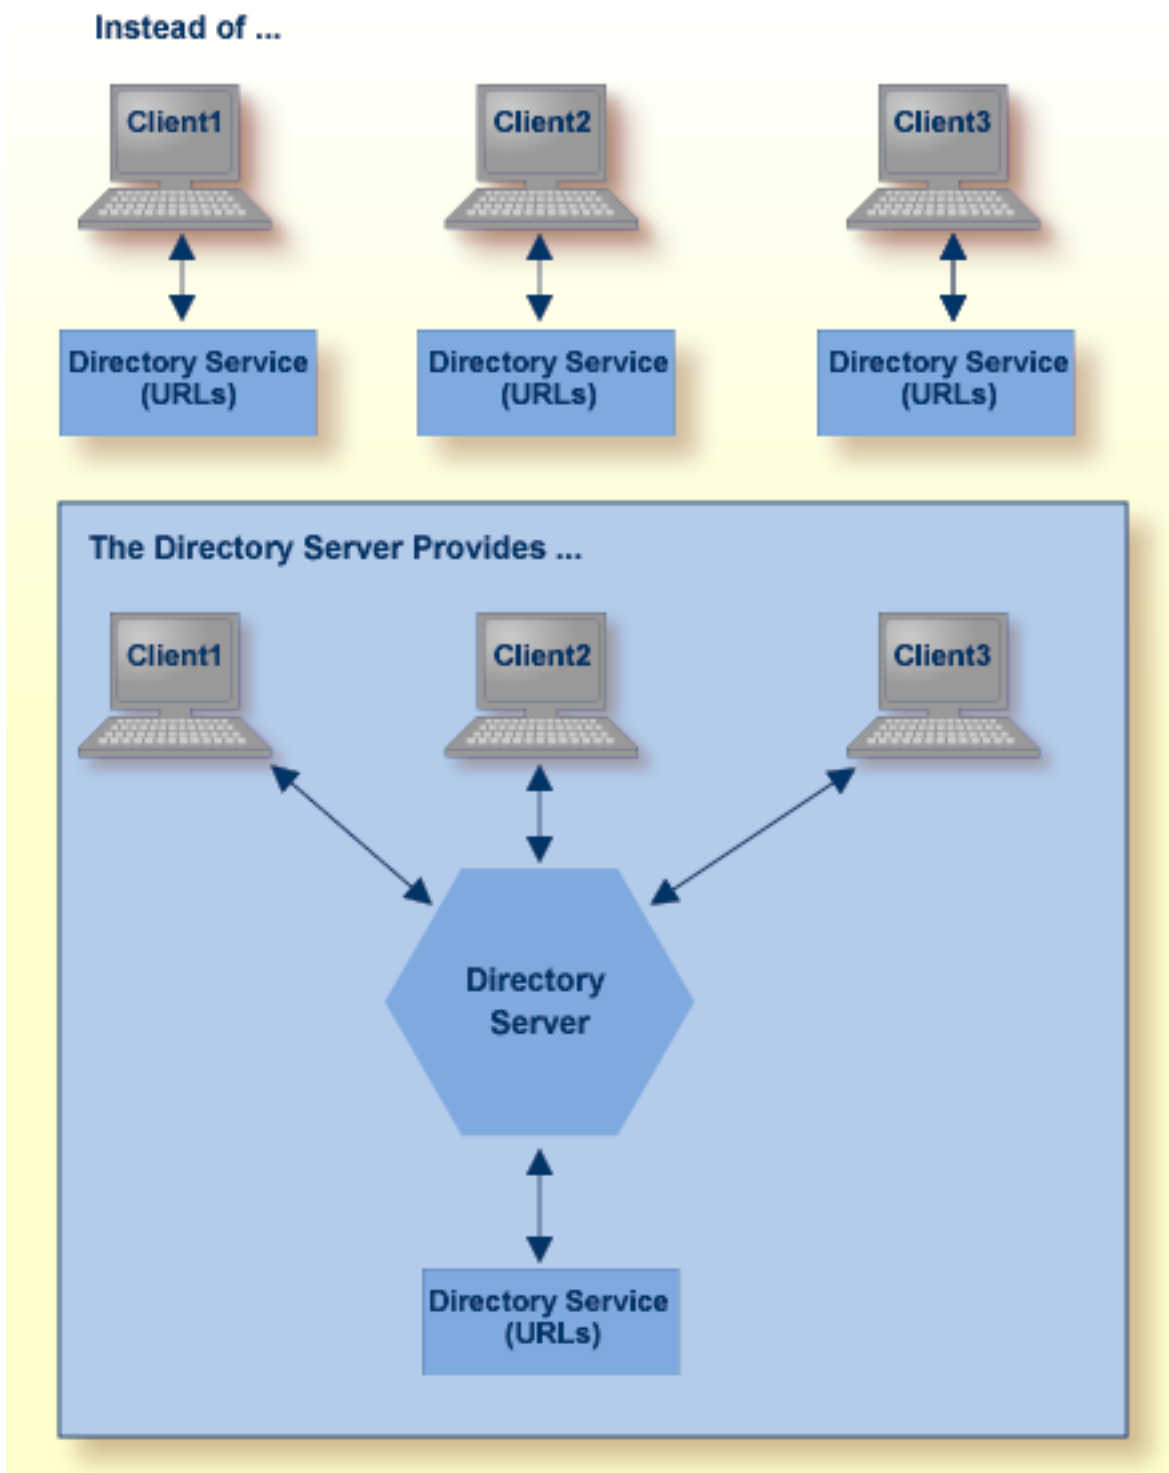 Instead of ...
Client1
Client2
Client3
Directory Service
(URLs)
Directory Service
(URLs)
Directory Service
(URLs)
The Directory Server Provides ...
Client1
Client2
Client3
Directory
Server
Directory Service
(URLs)